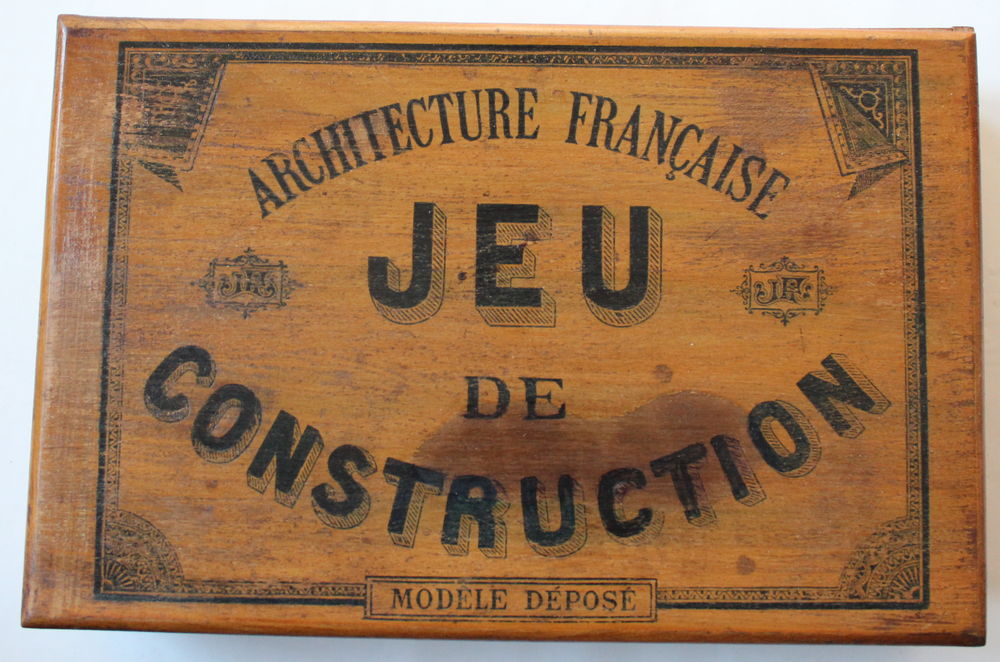 ARCHITECTURE FRANÇAISE
JEU
DE
CONSTRUCTION
MODÈLE DÉPOSÉ